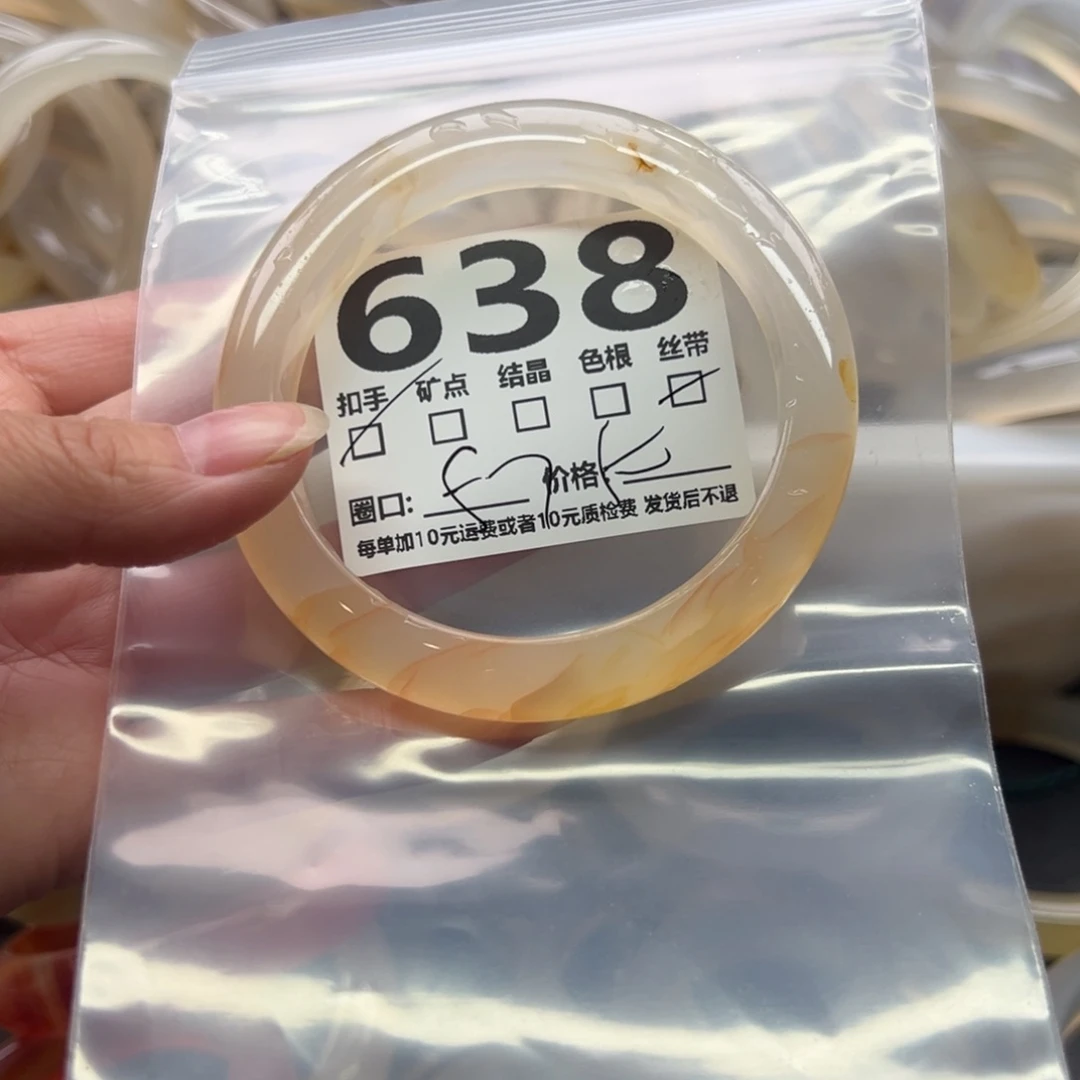 638
扣手 矿点 结晶 色根 丝带
圈口: 价格:
每单加10元运费或者10元质检费 发货后不退